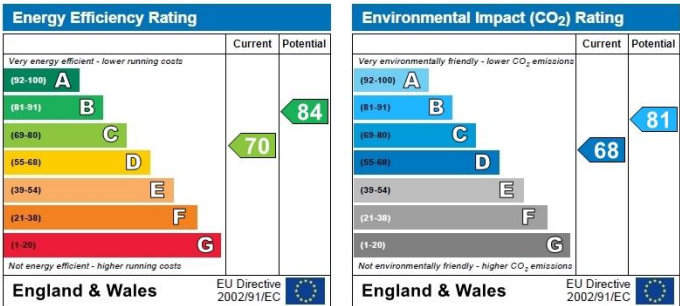 Energy Efficiency Rating
Current Potential
Very energy efficient - lower running costs
(92-100) A
(81-91) B
(69-80) C
(55-68) D
(39-54) E
(21-38) F
(1-20) G
70
84
Not energy efficient - higher running costs
England & Wales
EU Directive
2002/91/EC
Environmental Impact (CO₂) Rating
Current Potential
Very environmentally friendly - lower CO₂ emissions
(92-100) A
(81-91) B
(69-80) C
(55-68) D
(39-54) E
(21-38) F
(1-20) G
68
81
Not environmentally friendly - higher CO₂ emissions
England & Wales
EU Directive
2002/91/EC